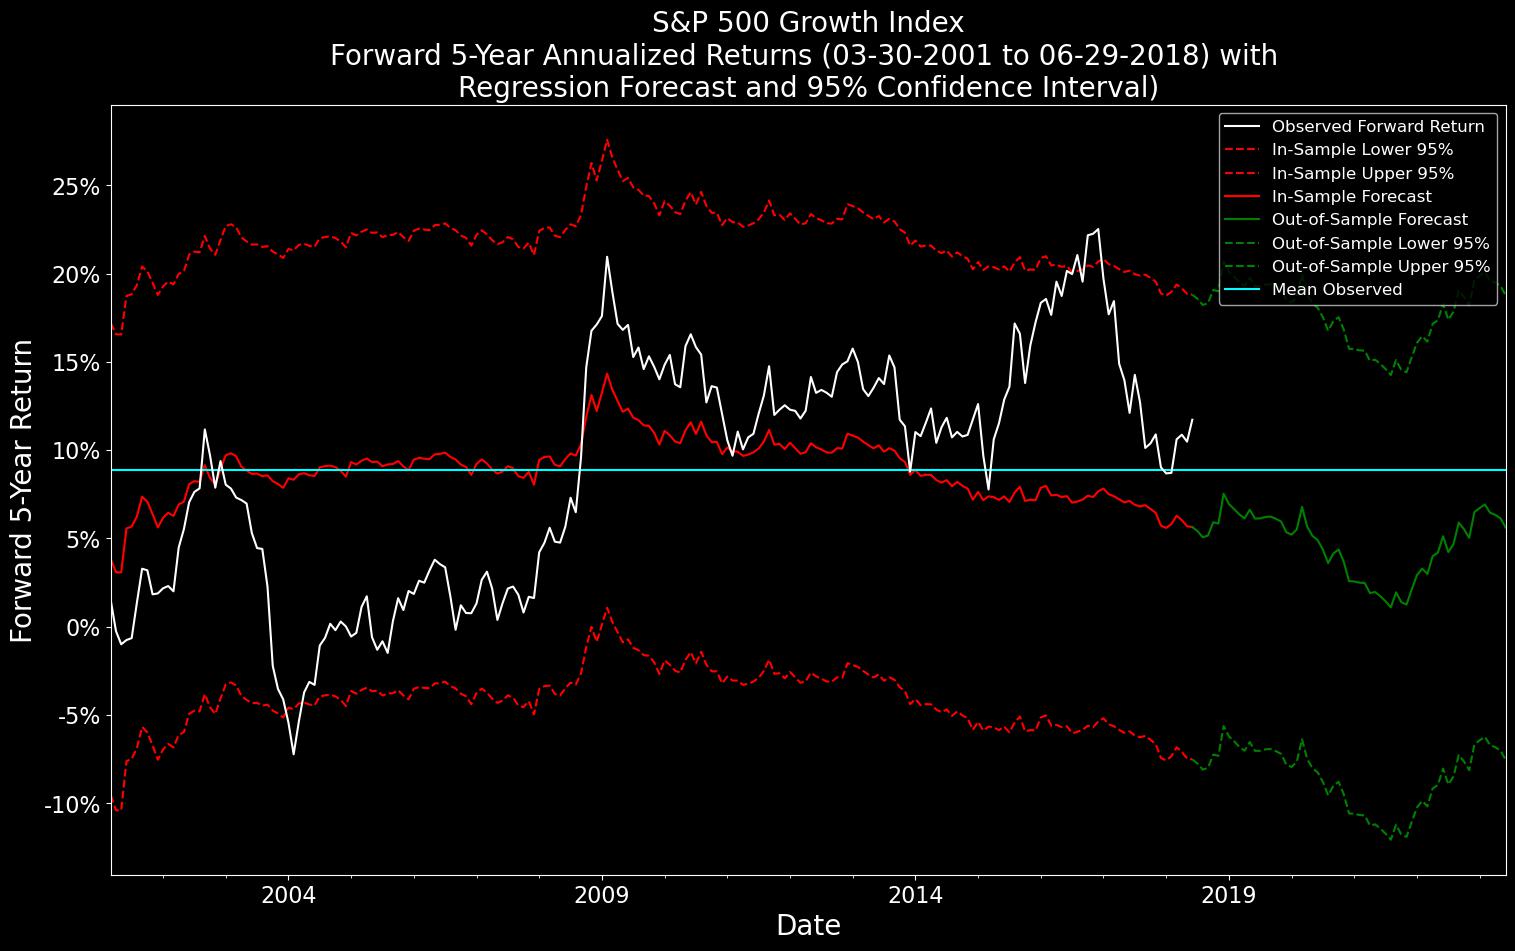 S&P 500 Growth Index
Forward 5-Year Annualized Returns (03-30-2001 to 06-29-2018) with
Regression Forecast and 95% Confidence Interval)
Observed Forward Return
In-Sample Lower 95%
In-Sample Upper 95%
In-Sample Forecast
Out-of-Sample Forecast
Out-of-Sample Lower 95%
Out-of-Sample Upper 95%
Mean Observed
Forward 5-Year Return
25%
20%
15%
10%
5%
0%
-5%
-10%
2004
2009
2014
2019
Date